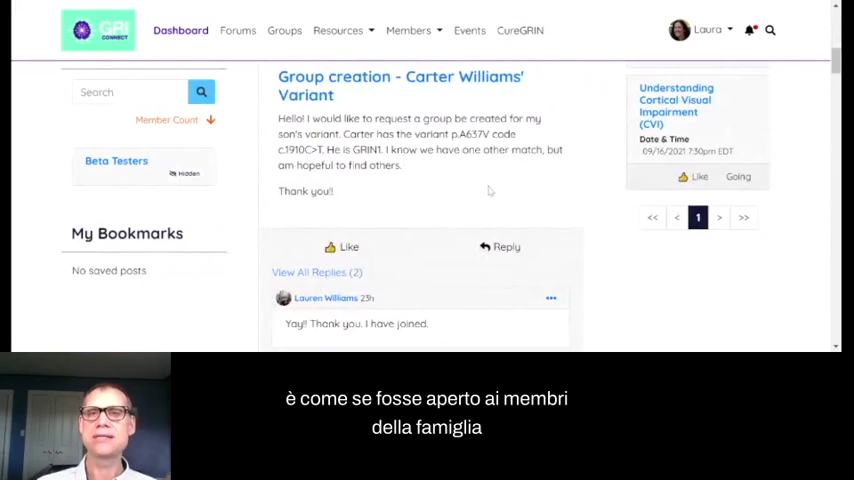 GRI
CONNECT
Dashboard
Forums
Groups
Resources
Members
Events
CureGRIN
Laura
Search
Member Count
Beta Testers
Hidden
My Bookmarks
No saved posts
Group creation - Carter Williams'
Variant
Hello! I would like to request a group be created for my
son's variant. Carter has the variant p.A637V code
c.1910C>T. He is GRIN1. I know we have one other match, but
am hopeful to find others.
Thank you!!
Like
Reply
View All Replies (2)
Lauren Williams 23h
Yay!! Thank you. I have joined.
Understanding
Cortical Visual
Impairment
(CVI)
Date & Time
09/16/2021 7:30pm EDT
Like
Going
<< < 1 > >>
è come se fosse aperto ai membri
della famiglia